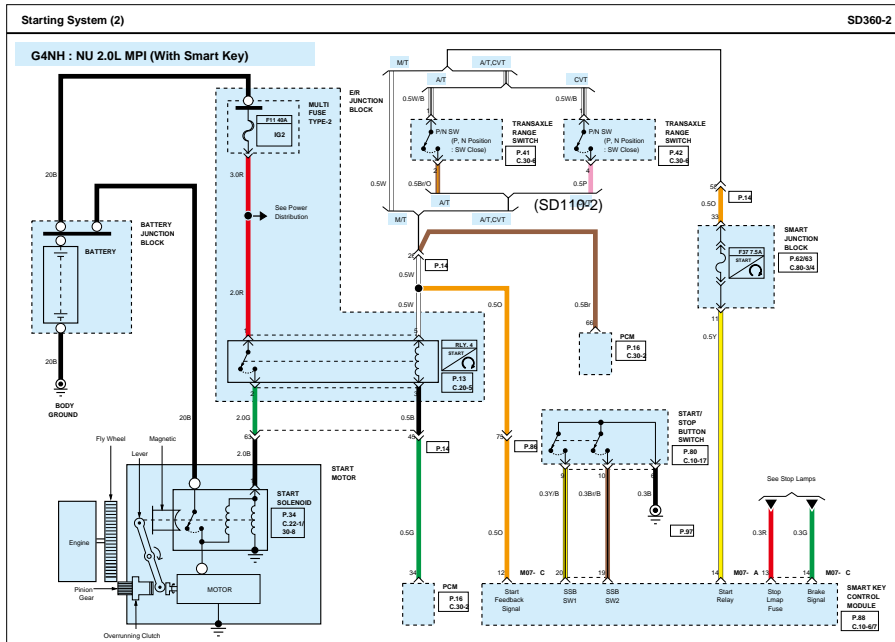 Starting System (2)
SD360-2
G4NH : NU 2.0L MPI (With Smart Key)
M/T
A/T,CVT
A/T
CVT
0.5W/B
0.5W/B
1
1
MULTI
FUSE
TYPE-2
E/R
JUNCTION
BLOCK
F11 40A
IG2
P/N SW
(P, N Position
: SW Close)
TRANSAXLE
RANGE
SWITCH
P.41
C.30-6
P/N SW
(P, N Position
: SW Close)
TRANSAXLE
RANGE
SWITCH
P.42
C.30-6
2
4
20B
3.0R
0.5W
0.5Br/O
0.5P
A/T
(SD110-2)
M/T
A/T,CVT
See Power
Distribution
52
P.14
0.5O
33
BATTERY
JUNCTION
BLOCK
BATTERY
SMART
JUNCTION
BLOCK
P.62/63
C.80-3/4
F37 7.5A
START
P.14
0.5W
2.0R
0.5W
0.5O
0.5Br
11
0.5Y
1
5
66
RLY. 4
START
P.13
C.20-5
PCM
P.16
C.30-2
20B
BODY
GROUND
2
3
2.0G
0.5B
20B
63
45
P.14
75
P.86
START/
STOP
BUTTON
SWITCH
P.80
C.10-17
Fly Wheel
Magnetic
Lever
2.0B
START
MOTOR
9
10
6
1
START
SOLENOID
P.34
C.22-1/
30-8
0.3Y/B
0.3Br/B
0.3B
P.97
See Stop Lamps
Engine
0.5G
0.5O
0.3R
0.3G
34
12
M07- C
20
19
14
M07- A
13
14
M07- C
Pinion
Gear
MOTOR
Overrunning Clutch
PCM
P.16
C.30-2
Start
Feedback
Signal
SSB
SW1
SSB
SW2
Start
Relay
Stop
Lmap
Fuse
Brake
Signal
SMART KEY
CONTROL
MODULE
P.88
C.10-6/7